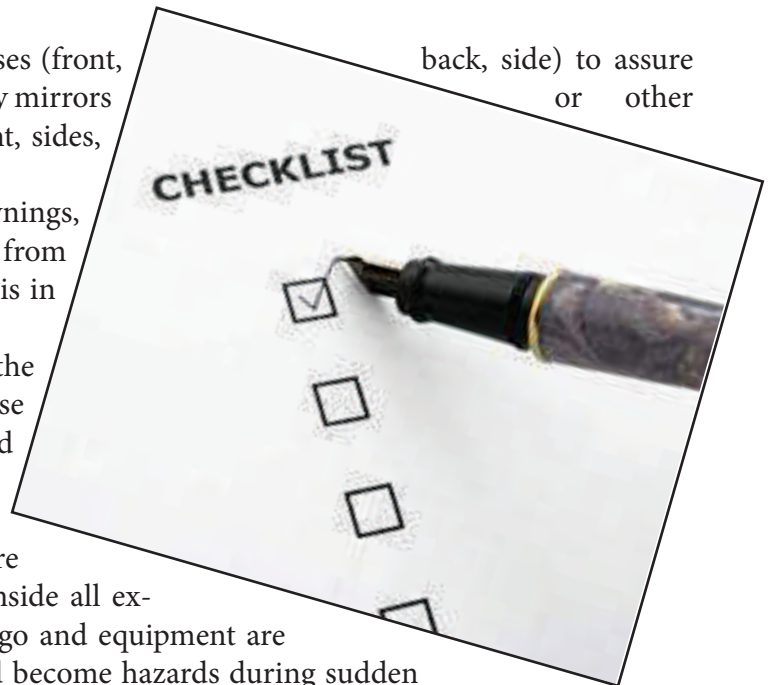 ses (front, back, side) to assure
y mirrors or other
nt, sides,
CHECKLIST
nings,
from
is in
the
se
d
re
nside all ex-
go and equipment are
become hazards during sudden